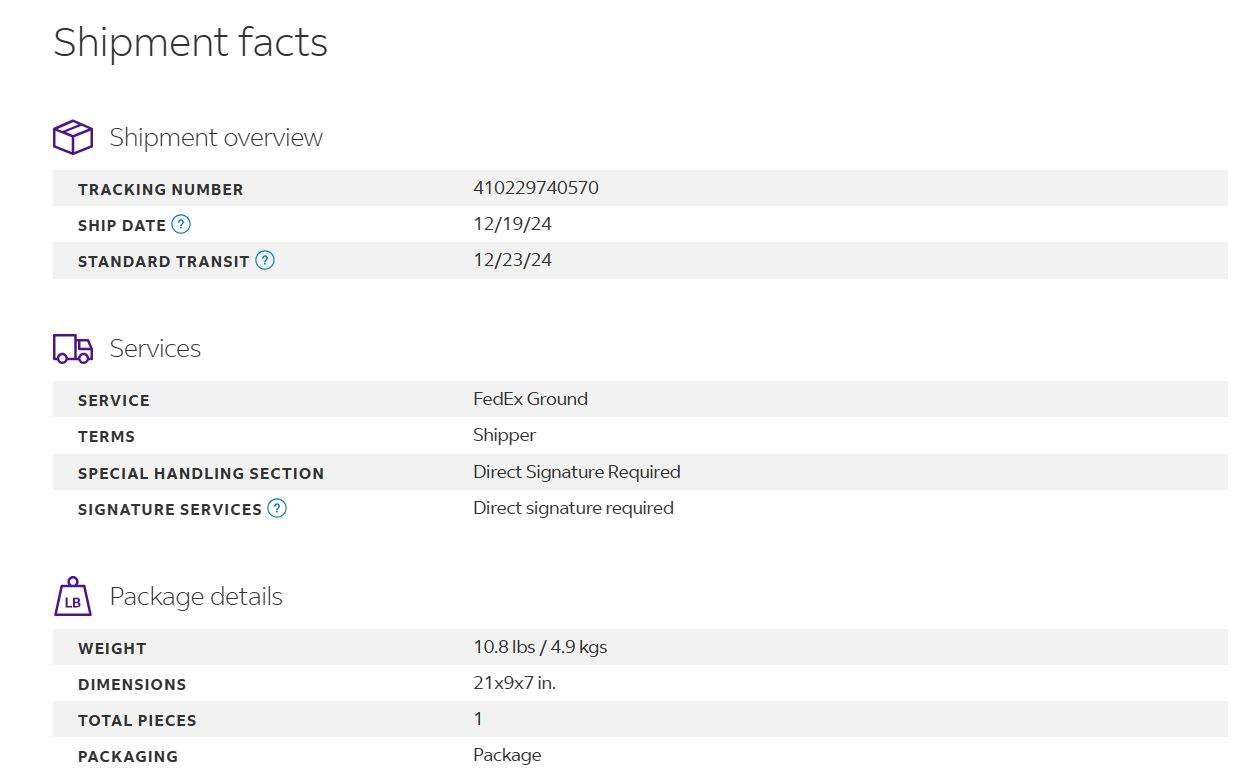 Shipment facts
Shipment overview
TRACKING NUMBER 410229740570
SHIP DATE ? 12/19/24
STANDARD TRANSIT ? 12/23/24
Services
SERVICE FedEx Ground
TERMS Shipper
SPECIAL HANDLING SECTION Direct Signature Required
SIGNATURE SERVICES ? Direct signature required
LB Package details
WEIGHT 10.8 lbs / 4.9 kgs
DIMENSIONS 21x9x7 in.
TOTAL PIECES 1
PACKAGING Package